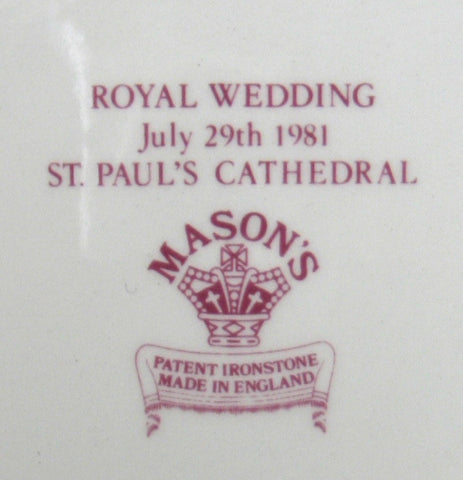 ROYAL WEDDING
July 29th 1981
ST. PAUL'S CATHEDRAL
MASON'S
PATENT IRONSTONE
MADE IN ENGLAND